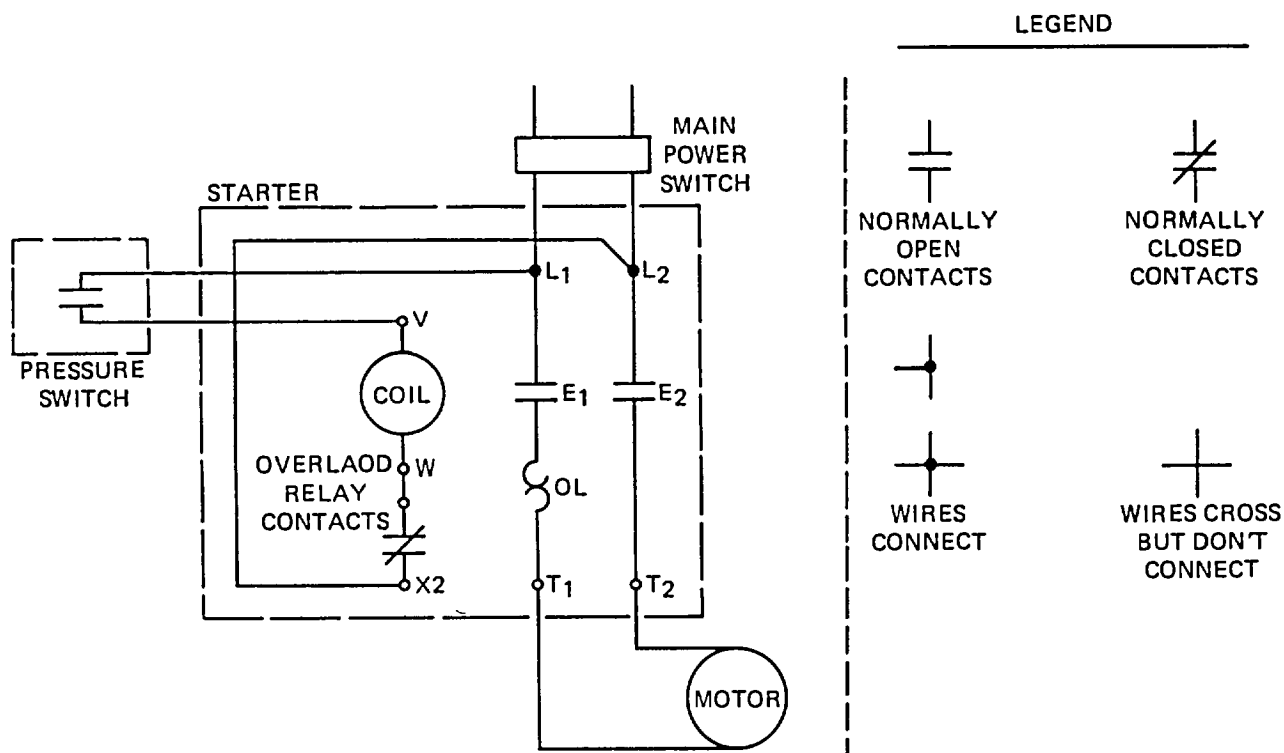 LEGEND
MAIN
POWER
SWITCH
STARTER
L1
L2
V
PRESSURE
SWITCH
COIL
E1
E2
OVERLAOD
RELAY
CONTACTS
W
OL
X2
T1
T2
MOTOR
NORMALLY
OPEN
CONTACTS
NORMALLY
CLOSED
CONTACTS
WIRES
CONNECT
WIRES CROSS
BUT DON'T
CONNECT